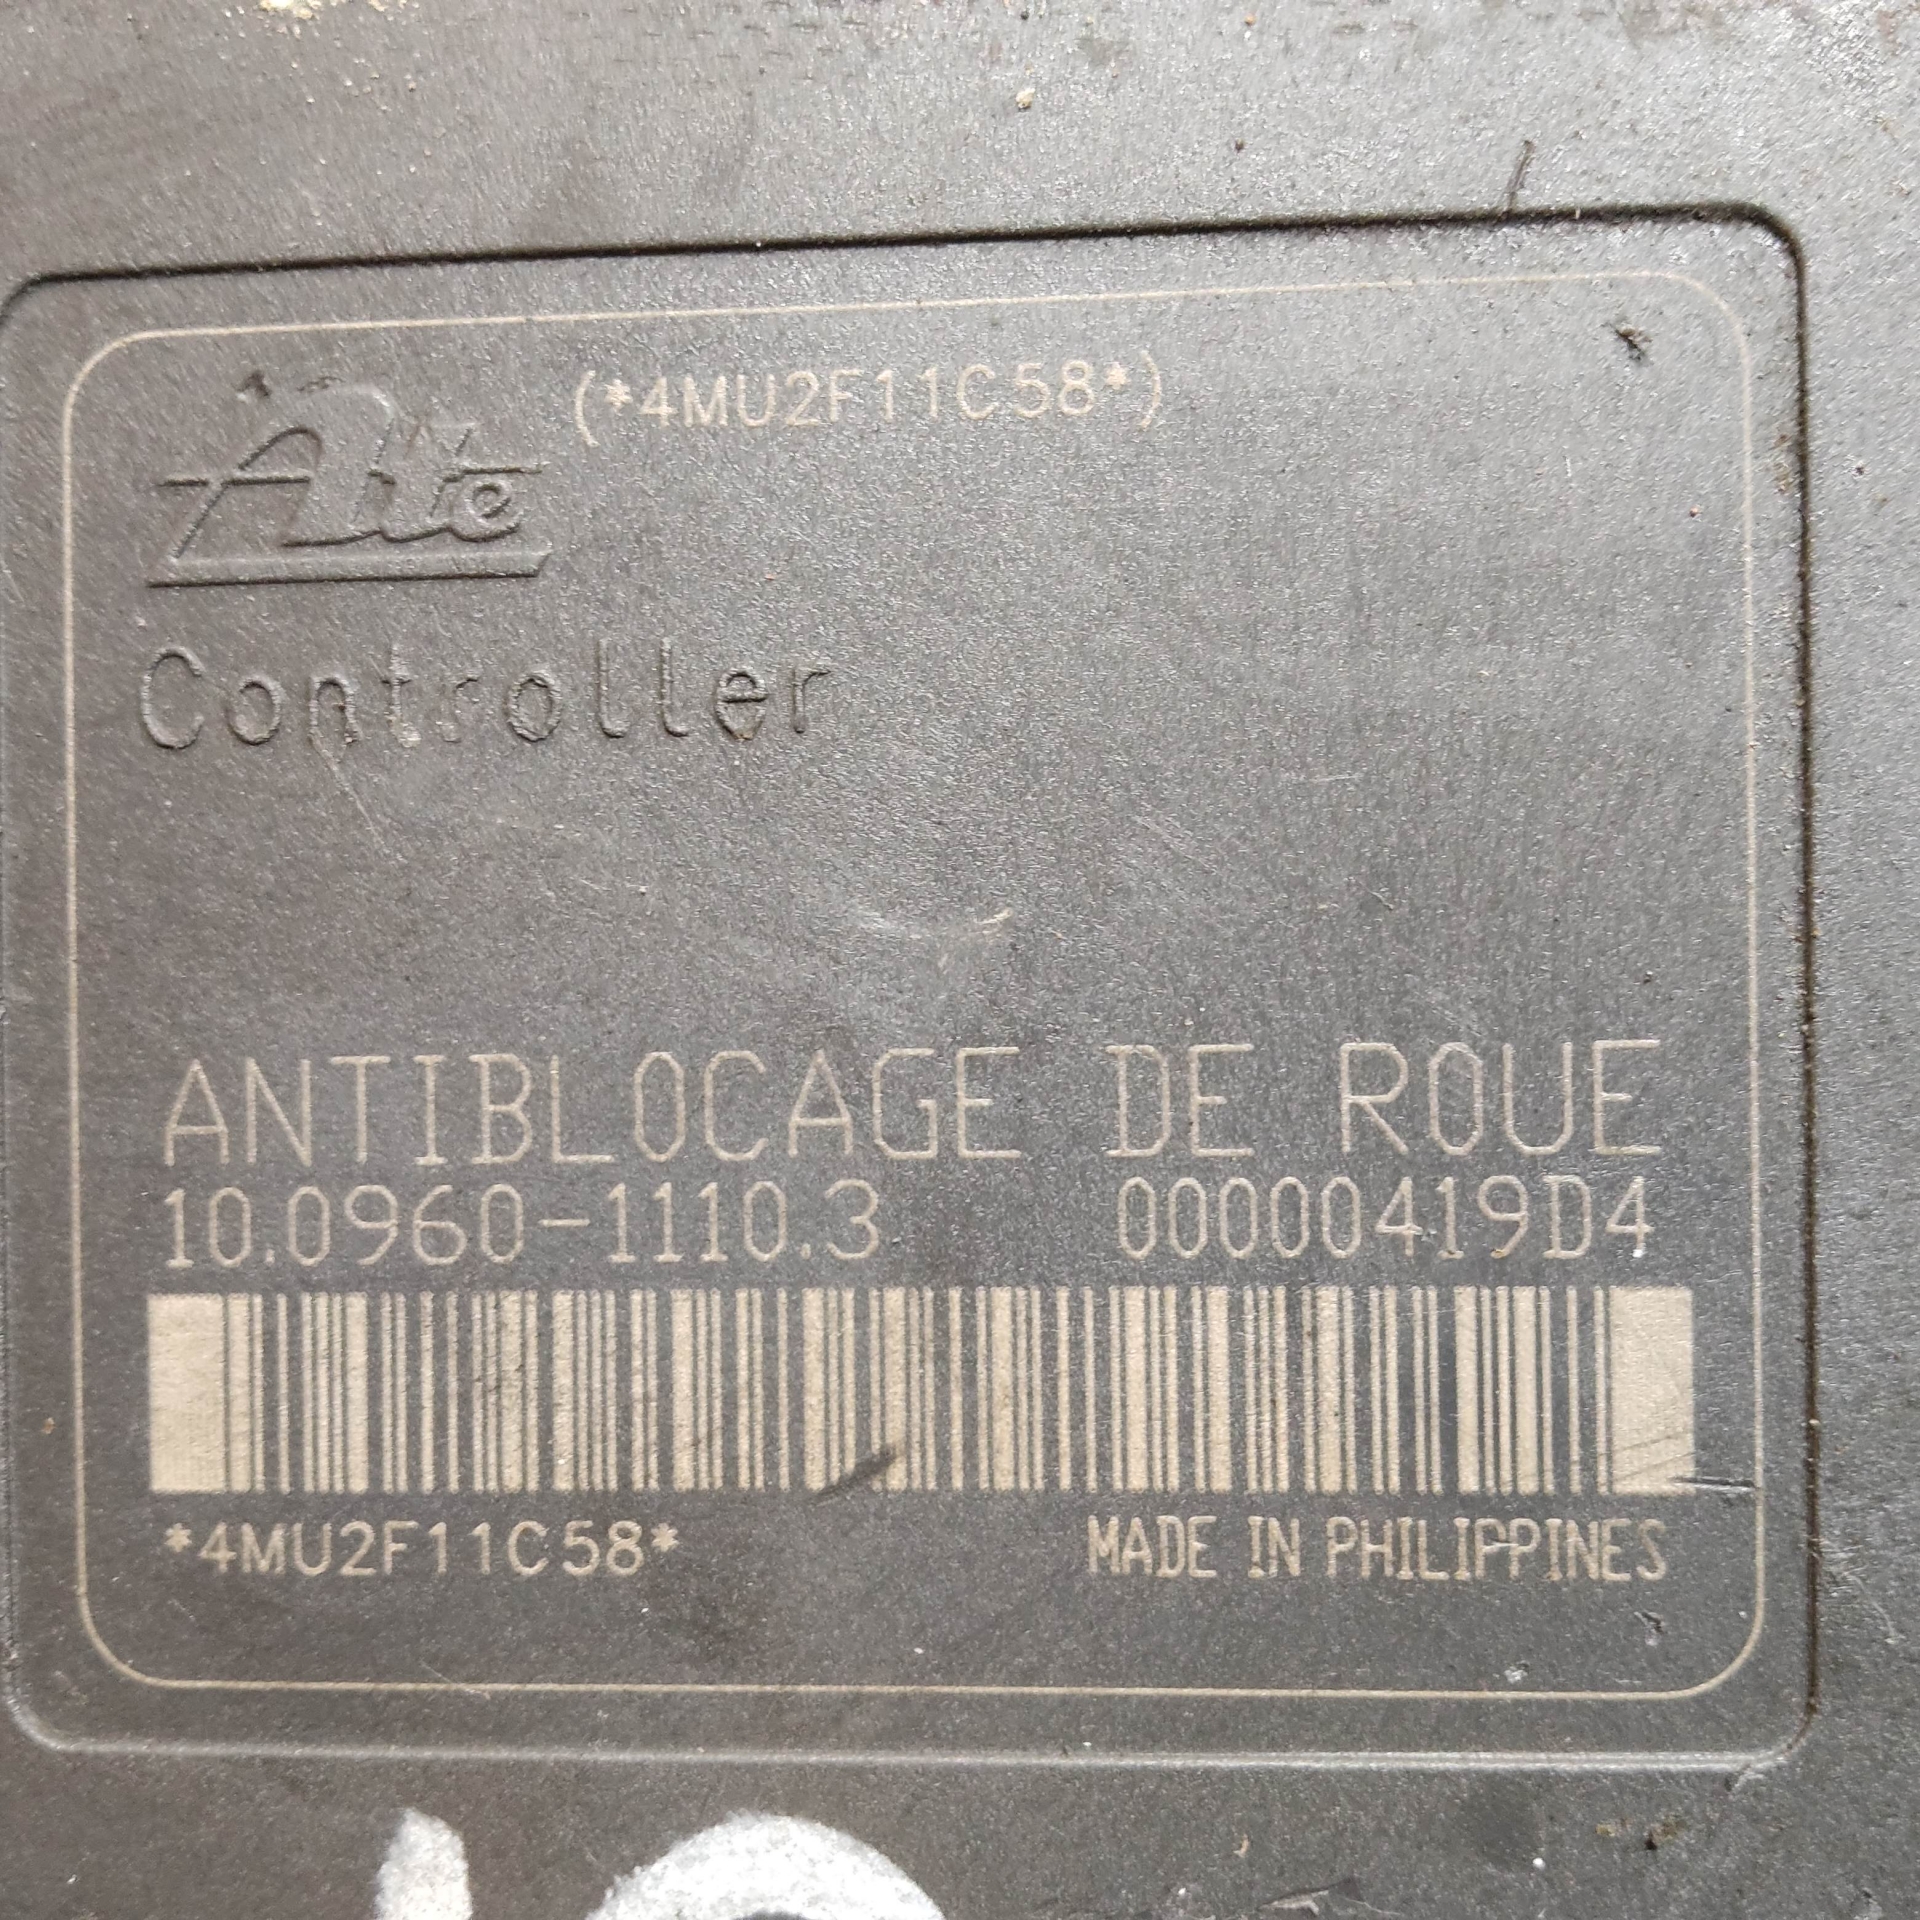 (*4MU2F11C58*)
Ate
Controller
ANTIBLOCAGE DE ROUE
10.0960-1110.3 00000419D4
*4MU2F11C58* MADE IN PHILIPPINES